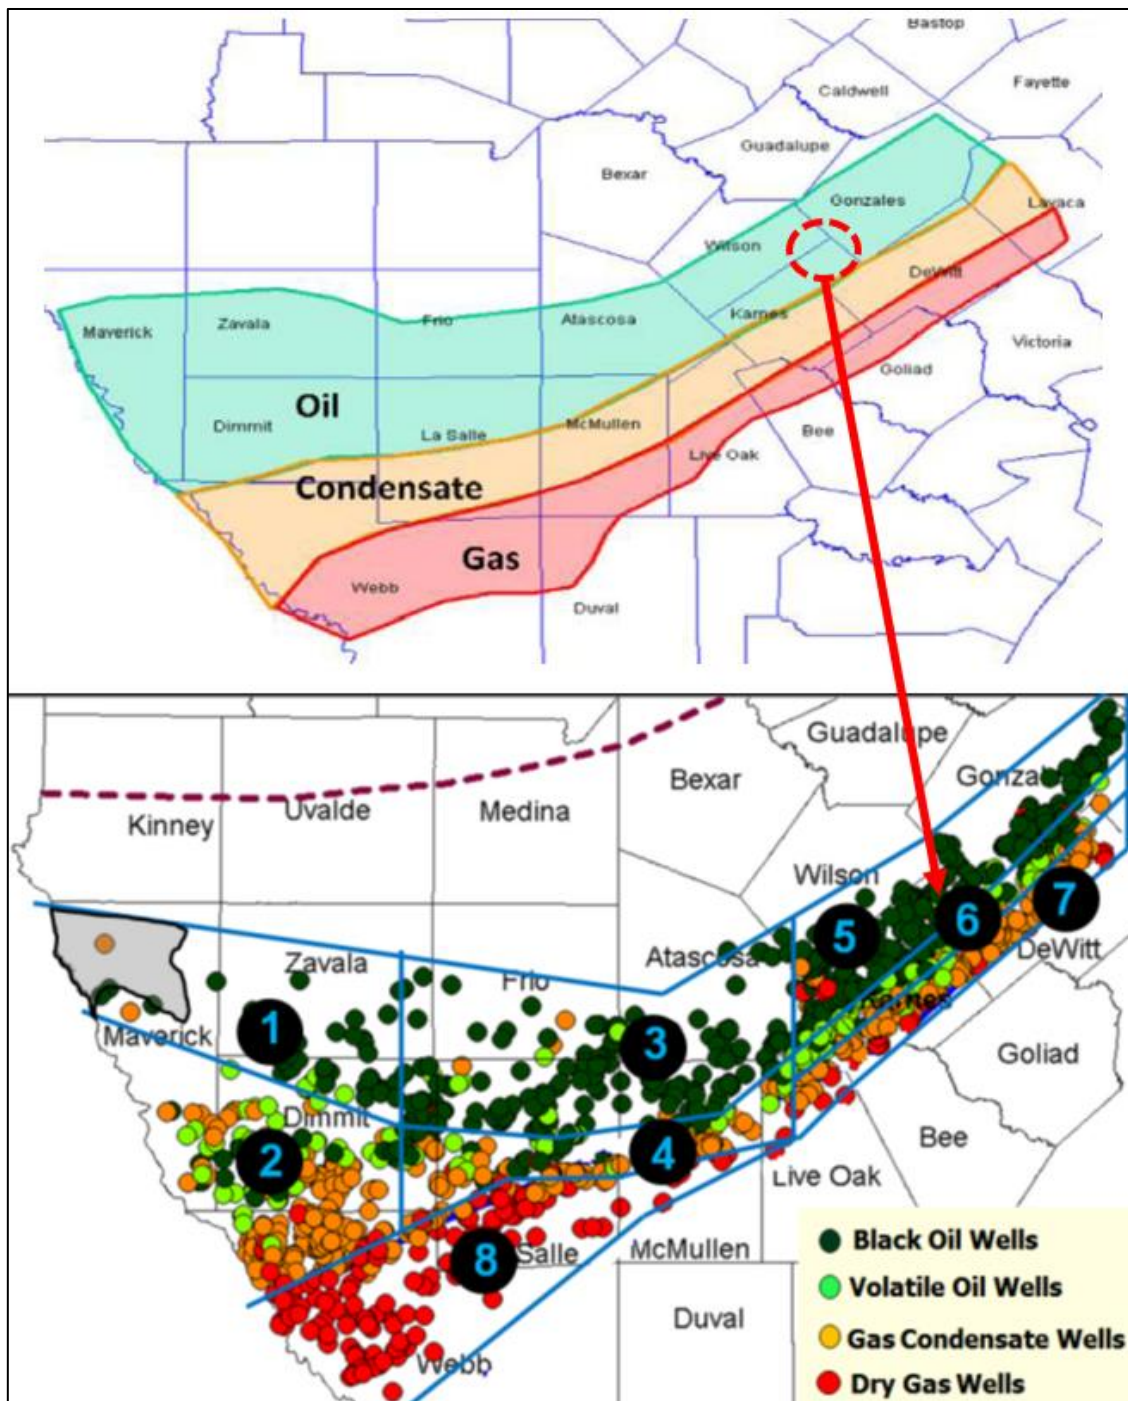 Bastop
Caldwell
Fayette
Guadalupe
Bexar
Gonzales
Lavaca
Wilson
DeWitt
Maverick
Zavala
Frio
Atascosa
Karnes
Victoria
Goliad
Oil
Dimmit
La Salle
McMullen
Bee
Live Oak
Condensate
Gas
Webb
Duval
Guadalupe
Bexar
Gonzal
Kinney
Uvalde
Medina
Wilson
7
6
5
DeWitt
Zavala
Frio
Atascosa
Karnes
1
3
Maverick
Goliad
Dimmit
2
4
Bee
Live Oak
8
Salle
McMullen
Duval
Webb
Black Oil Wells
Volatile Oil Wells
Gas Condensate Wells
Dry Gas Wells